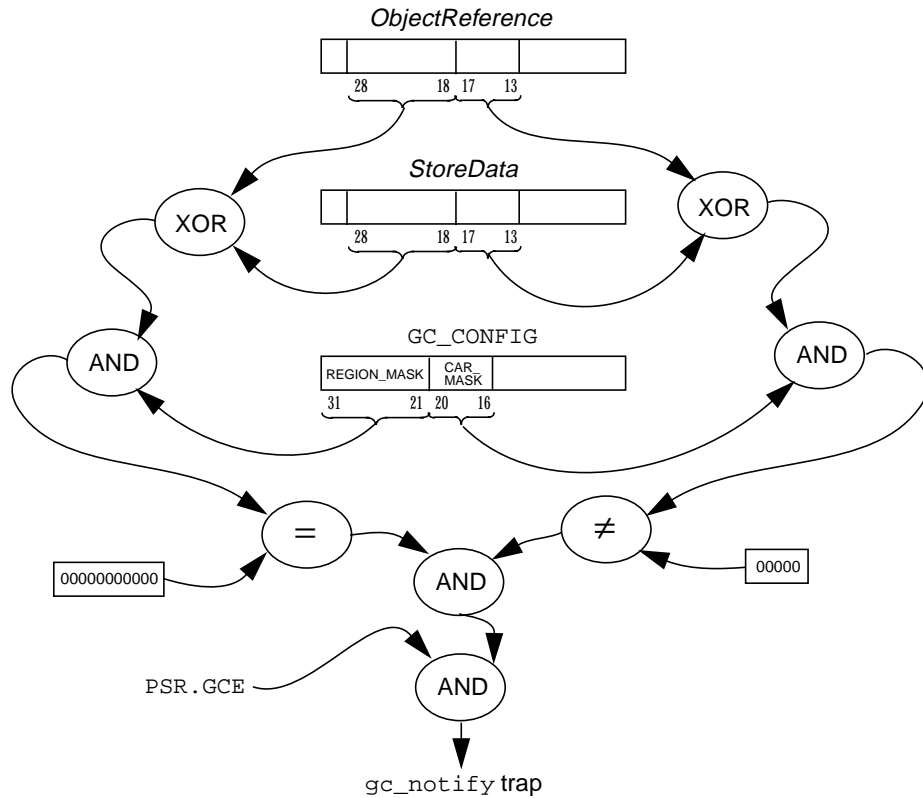 ObjectReference
28 18 17 13
StoreData
XOR XOR
28 18 17 13
GC_CONFIG
AND AND
REGION_MASK CAR_
MASK
31 21 20 16
= ≠
00000000000 AND 00000
PSR.GCE AND
gc_notify trap